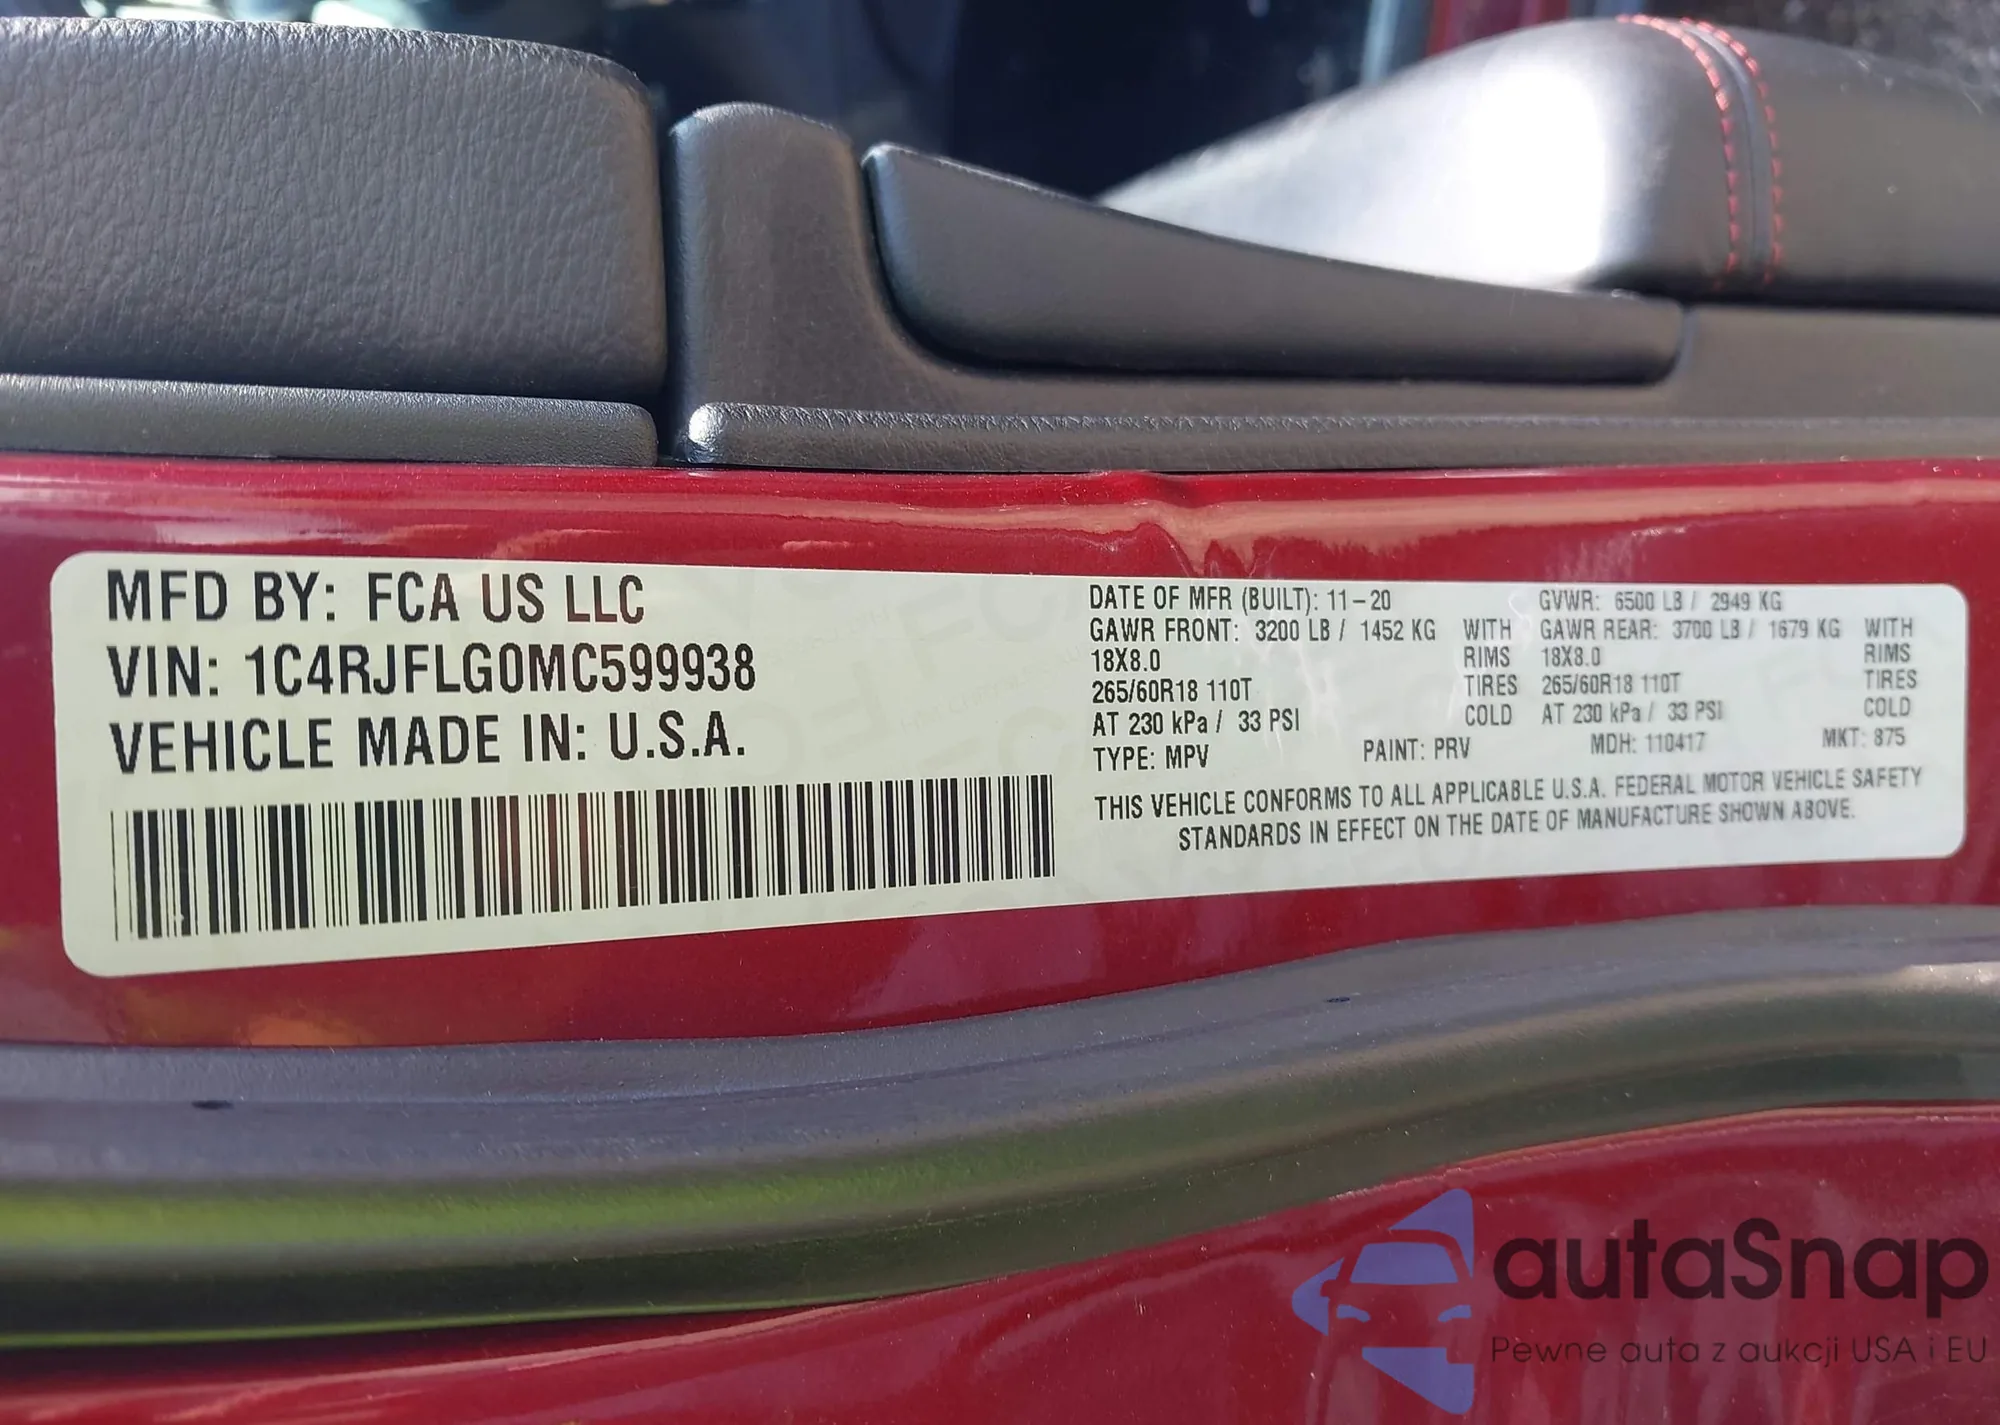 MFD BY: FCA US LLC
VIN: 1C4RJFLG0MC599938
VEHICLE MADE IN: U.S.A.
DATE OF MFR (BUILT): 11-20 GVWR: 6500 LB / 2949 KG
GAWR FRONT: 3200 LB / 1452 KG WITH GAWR REAR: 3700 LB / 1679 KG WITH
18X8.0 RIMS 18X8.0 RIMS
265/60R18 110T TIRES 265/60R18 110T TIRES
AT 230 kPa / 33 PSI COLD AT 230 kPa / 33 PSI COLD
TYPE: MPV PAINT: PRV MDH: 110417 MKT: 875
THIS VEHICLE CONFORMS TO ALL APPLICABLE U.S.A. FEDERAL MOTOR VEHICLE SAFETY
STANDARDS IN EFFECT ON THE DATE OF MANUFACTURE SHOWN ABOVE.
autaSnap
Pewne auta z aukcji USA i EU